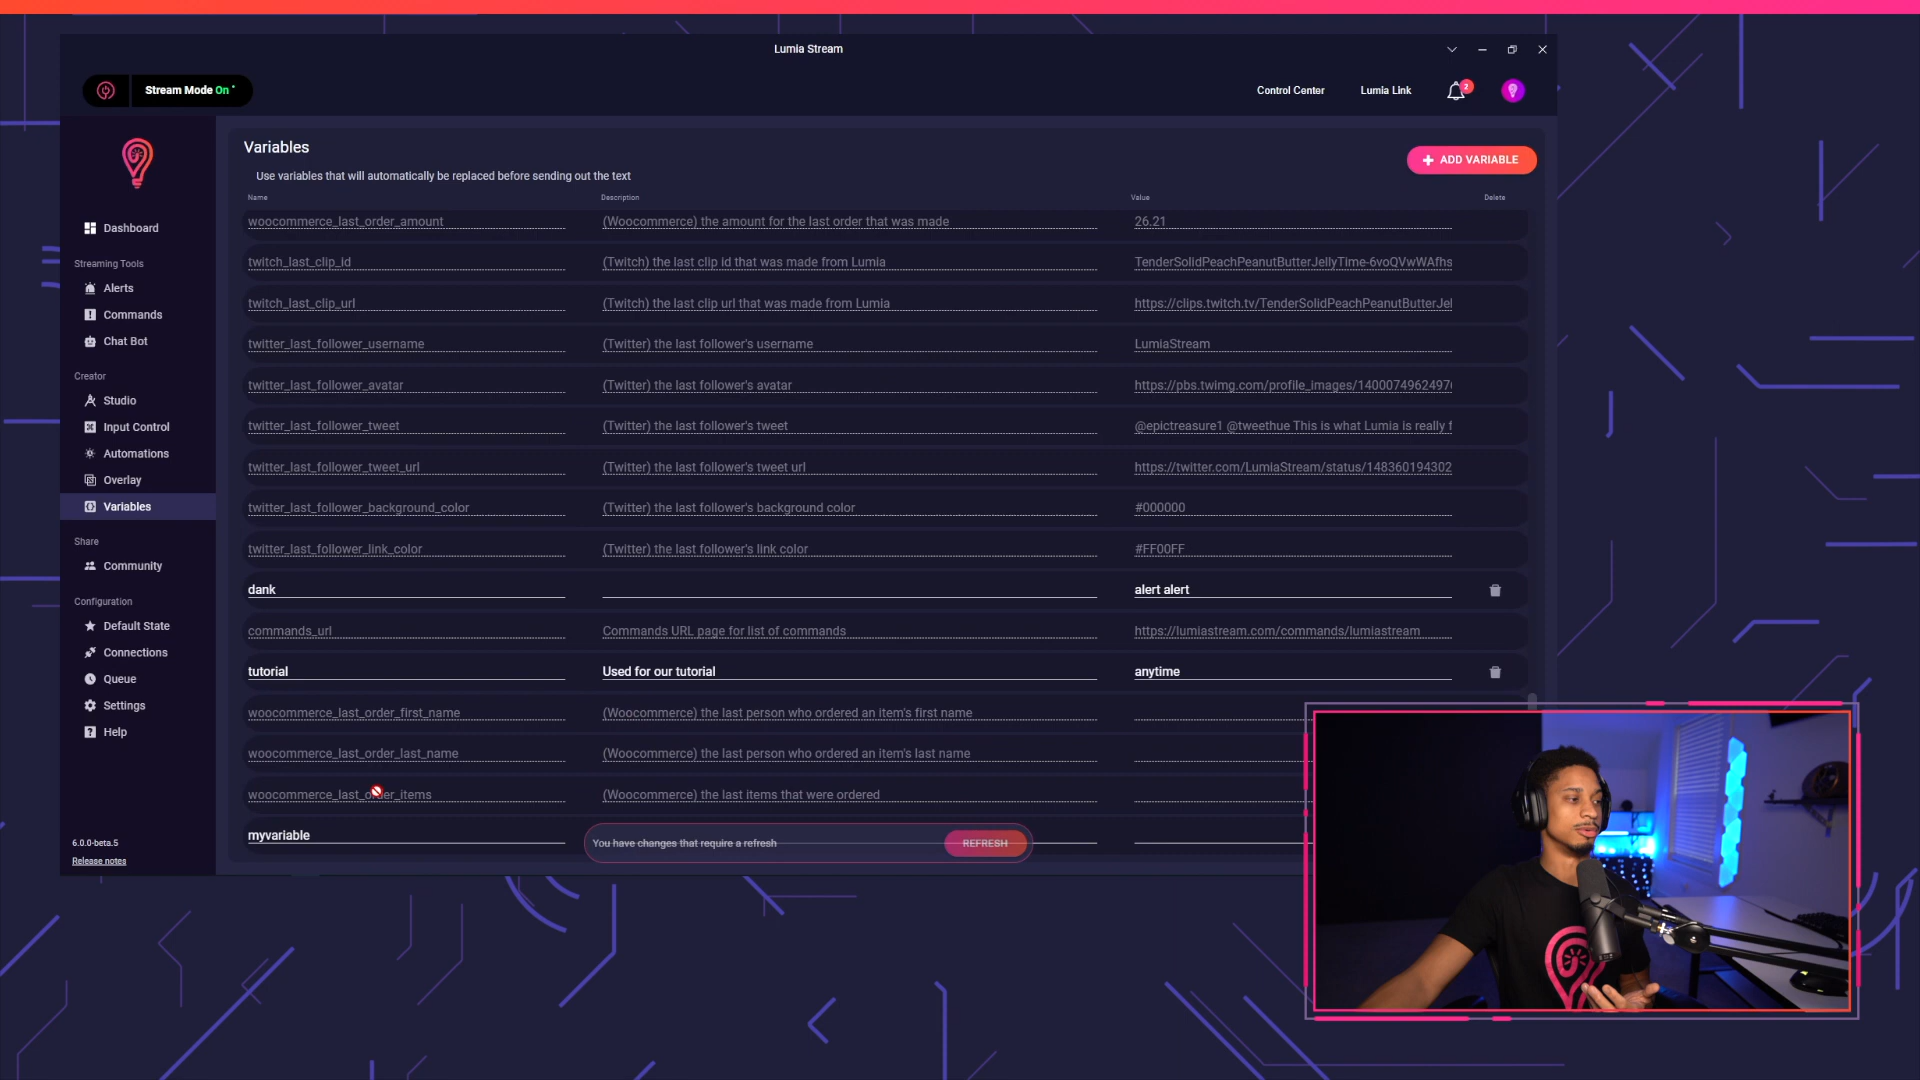 Lumia Stream
Stream Mode On
Control Center
Lumia Link
2
Variables
ADD VARIABLE
Use variables that will automatically be replaced before sending out the text
Name Description Value Delete
woocommerce_last_order_amount (Woocommerce) the amount for the last order that was made 26.21
twitch_last_clip_id (Twitch) the last clip id that was made from Lumia TenderSolidPeachPeanutButterJellyTime-6voQVwWAfhs
twitch_last_clip_url (Twitch) the last clip url that was made from Lumia https://clips.twitch.tv/TenderSolidPeachPeanutButterJel
twitter_last_follower_username (Twitter) the last follower's username LumiaStream
twitter_last_follower_avatar (Twitter) the last follower's avatar https://pbs.twimg.com/profile_images/1400074962497
twitter_last_follower_tweet (Twitter) the last follower's tweet @epictreasure1 @tweethue This is what Lumia is really f
twitter_last_follower_tweet_url (Twitter) the last follower's tweet url https://twitter.com/LumiaStream/status/148360194302
twitter_last_follower_background_color (Twitter) the last follower's background color #000000
twitter_last_follower_link_color (Twitter) the last follower's link color #FF00FF
dank alert alert
commands_url Commands URL page for list of commands https://lumiastream.com/commands/lumiastream
tutorial Used for our tutorial anytime
woocommerce_last_order_first_name (Woocommerce) the last person who ordered an item's first name
woocommerce_last_order_last_name (Woocommerce) the last person who ordered an item's last name
woocommerce_last_order_items (Woocommerce) the last items that were ordered
myvariable
You have changes that require a refresh REFRESH
Dashboard
Streaming Tools
Alerts
Commands
Chat Bot
Creator
Studio
Input Control
Automations
Overlay
Variables
Share
Community
Configuration
Default State
Connections
Queue
Settings
Help
6.0.0-beta.5
Release notes